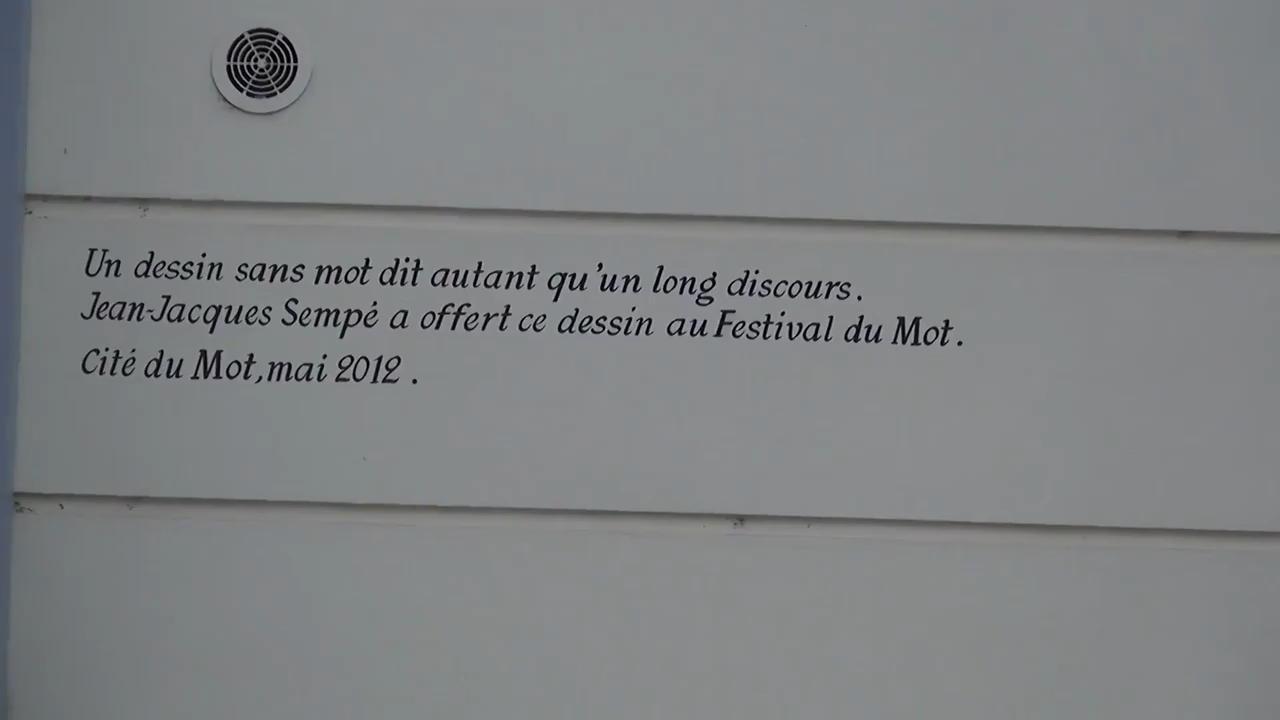 Un dessin sans mot dit autant qu'un long discours.
Jean-Jacques Sempé a offert ce dessin au Festival du Mot.
Cité du Mot, mai 2012.